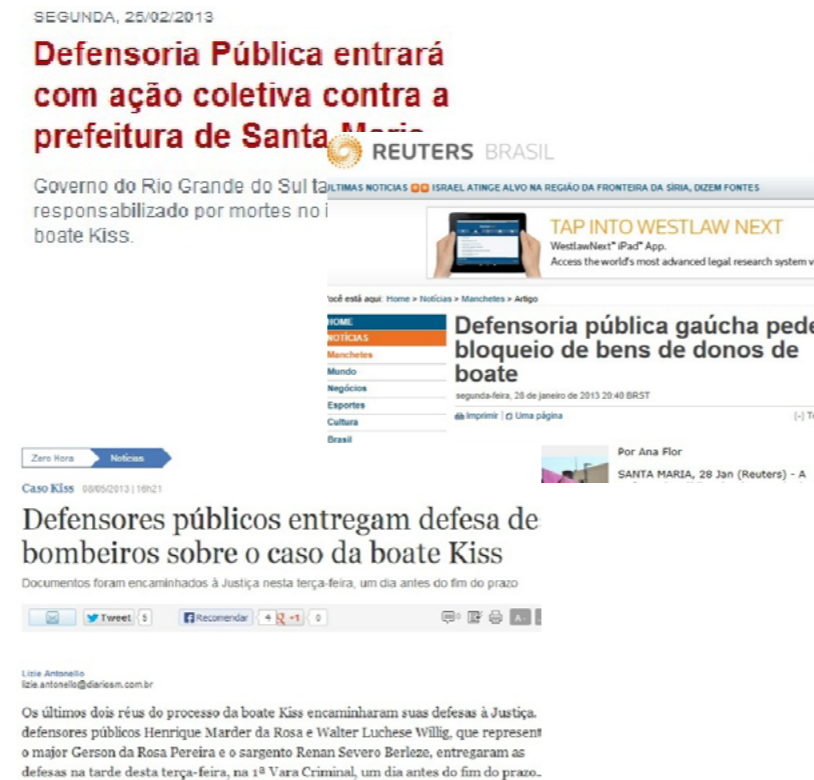 SEGUNDA, 25/02/2013
Defensoria Pública entrará
com ação coletiva contra a
prefeitura de Santa
Governo do Rio Grande do Sul
responsabilizado por mortes no
boate Kiss.
REUTERS BRASIL
ÚLTIMAS NOTÍCIAS ISRAEL ATINGE ALVO NA REGIÃO DA FRONTEIRA DA SÍRIA, DIZEM FONTES
TAP INTO WESTLAW NEXT
WestlawNext™ iPad® App.
Access the world's most advanced legal research system
Você está aqui: Home > Notícias > Manchetes > Artigo
HOME
NOTÍCIAS
Manchetes
Mundo
Negócios
Esportes
Cultura
Brasil
Defensoria pública gaúcha pede
bloqueio de bens de donos de
boate
segunda-feira, 28 de janeiro de 2013 20:40 BRST
Imprimir | Uma página
[-]
Por Ana Flor
SANTA MARIA, 28 Jan (Reuters) - A
Zero Hora Notícias
Caso Kiss 08/05/2013 | 16h21
Defensores públicos entregam defesa de
bombeiros sobre o caso da boate Kiss
Documentos foram encaminhados à Justiça nesta terça-feira, um dia antes do fim do prazo
Tweet 5 Recomendar 4 +1 0 A-
Lizie Antonello
lizie.antonello@diariosm.com.br
Os últimos dois réus do processo da boate Kiss encaminharam suas defesas à Justiça.
defensores públicos Henrique Marder da Rosa e Walter Luchese Willig, que represent
o major Gerson da Rosa Pereira e o sargento Renan Severo Berleze, entregaram as
defesas na tarde desta terça-feira, na 1ª Vara Criminal, um dia antes do fim do prazo.